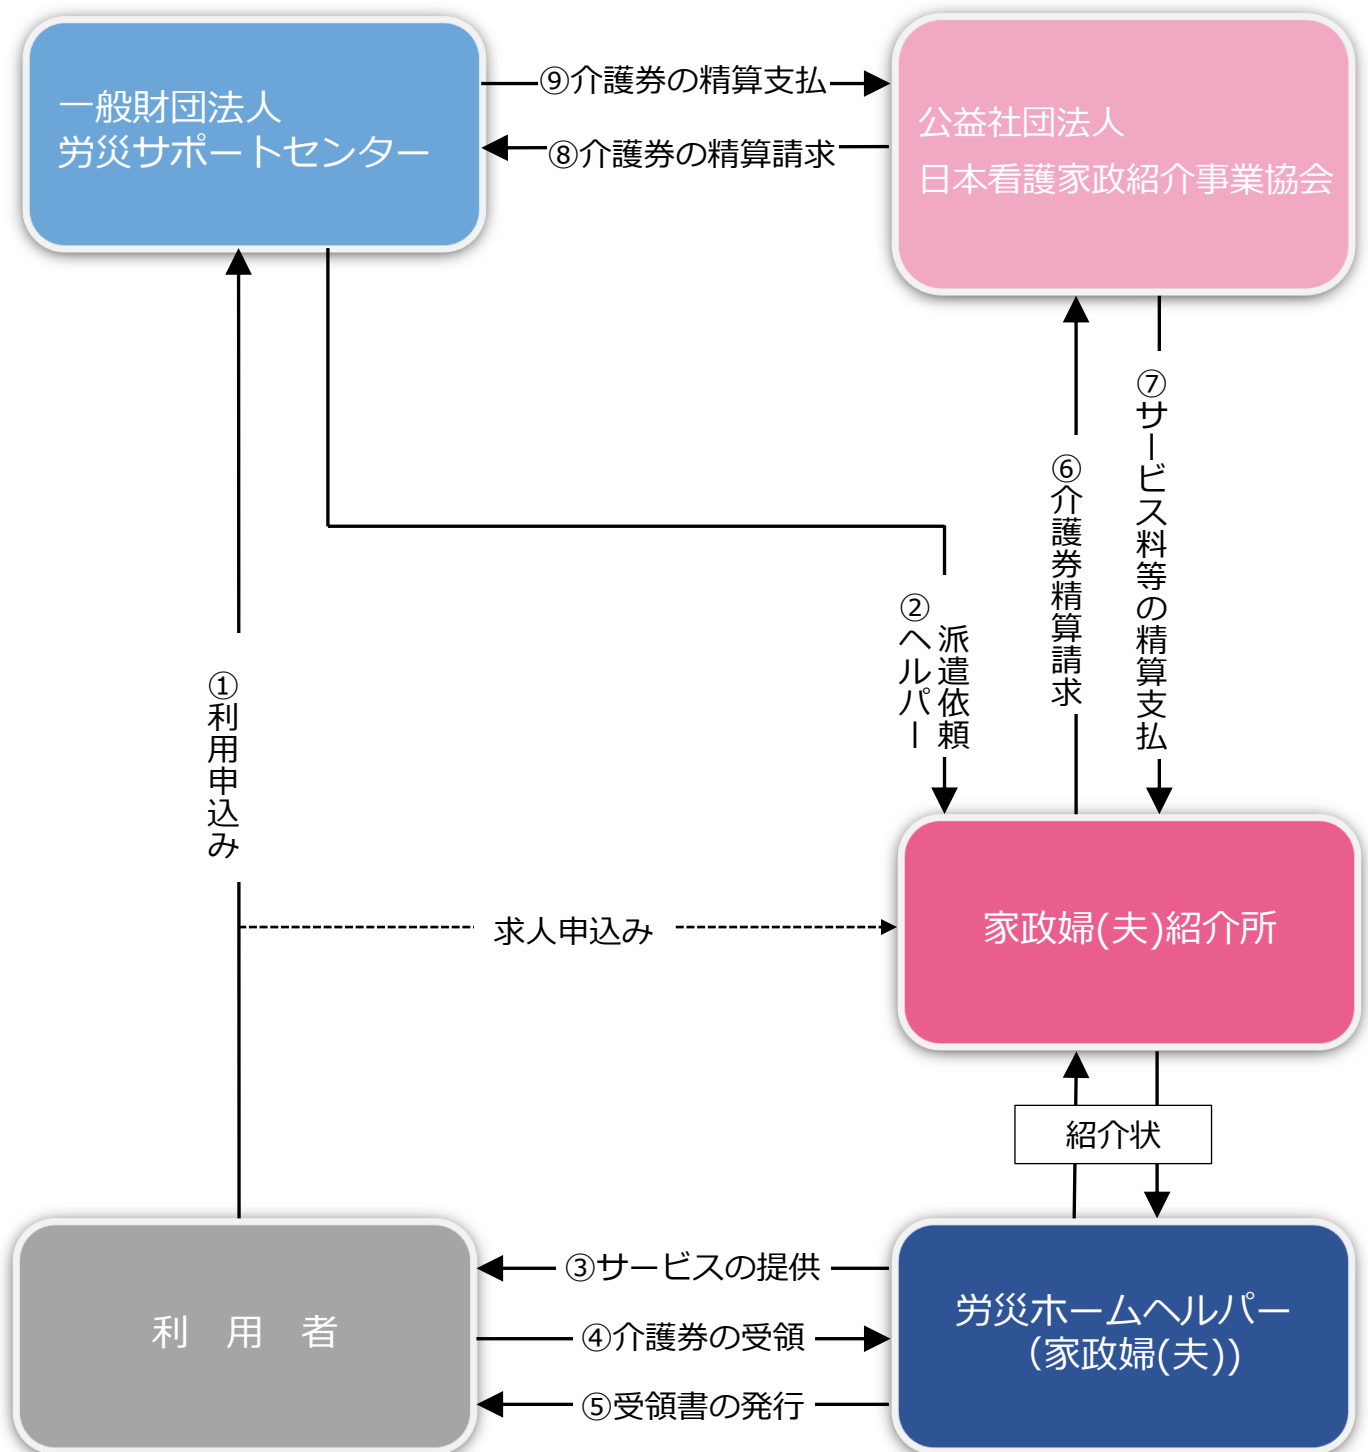 一般財団法人
労災サポートセンター
⑨介護券の精算支払
⑧介護券の精算請求
公益社団法人
日本看護家政紹介事業協会
①利用申込み
②ヘルパー
派遣依頼
⑥介護券精算請求
⑦サービス料等の精算支払
求人申込み
家政婦(夫)紹介所
紹介状
利　用　者
③サービスの提供
④介護券の受領
⑤受領書の発行
労災ホームヘルパー
（家政婦(夫)）